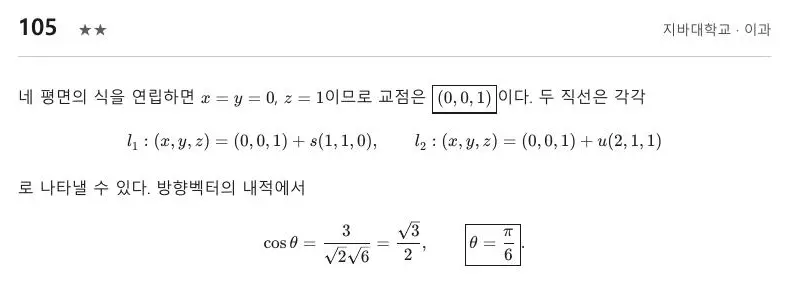 105 ★★ 지바대학교 · 이과
네 평면의 식을 연립하면 x = y = 0, z = 1이므로 교점은 (0, 0, 1)이다. 두 직선은 각각
l₁ : (x, y, z) = (0, 0, 1) + s(1, 1, 0), l₂ : (x, y, z) = (0, 0, 1) + u(2, 1, 1)
로 나타낼 수 있다. 방향벡터의 내적에서
cos θ = 3/(√2√6) = √3/2, θ = π/6.